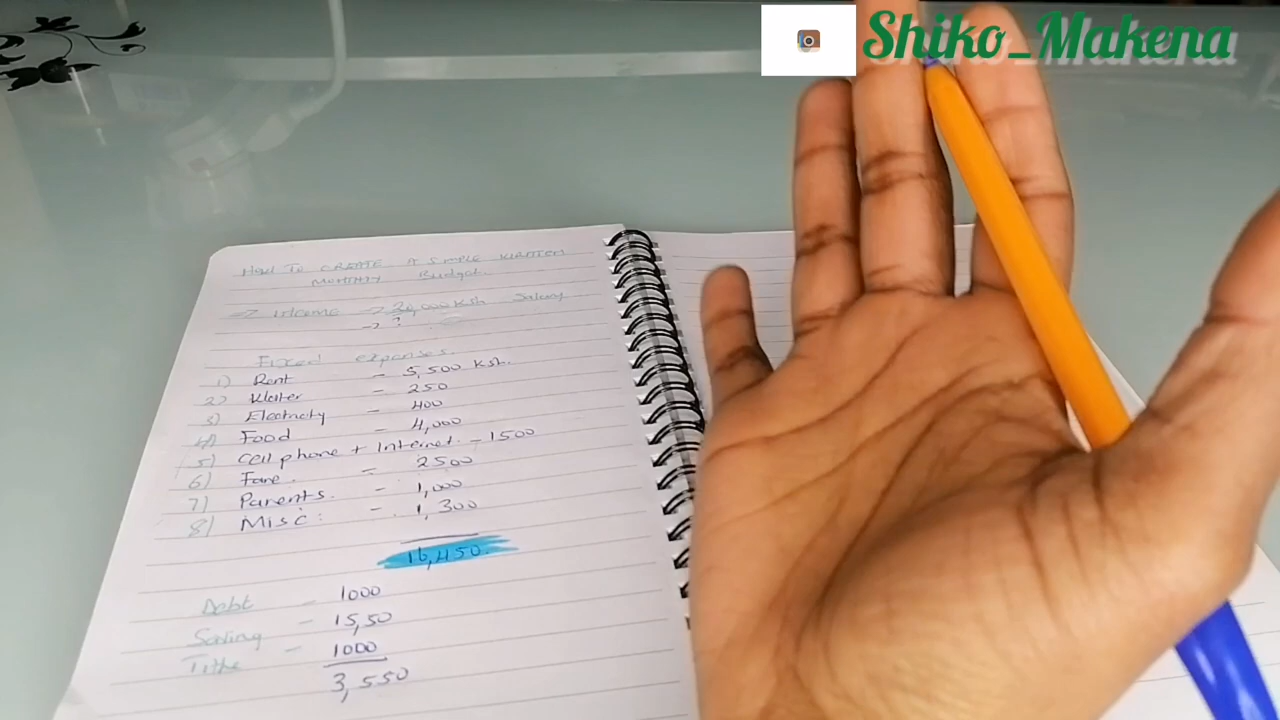 Shiko_Makena
HOW TO CREATE A SIMPLE WRITTEN
MONTHLY Budget.
=> Income -> 20,000 Ksh Salary
-> ?
Fixed expenses.
1) Rent - 5,500 Ksh.
2) Water - 250
3) Electricity - 400
4) Food - 4,000
5) Cell phone + Internet. - 1500
6) Fare. - 2500
7) Parents. - 1,000
8) Misc: - 1,300
16,450.
Debt - 1000
Saving - 15,50
Tithe - 1000
3,550